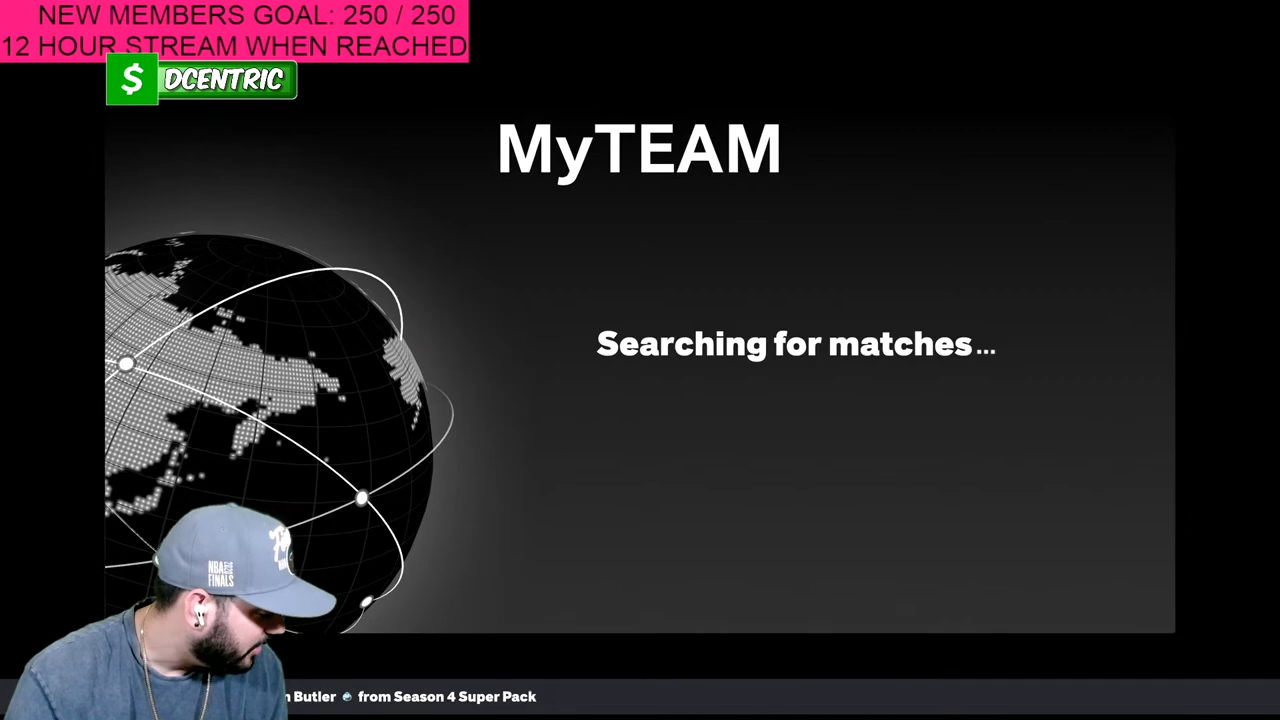 NEW MEMBERS GOAL: 250 / 250
12 HOUR STREAM WHEN REACHED
$ DCENTRIC
MyTEAM
Searching for matches...
NBA
FINALS
Butler from Season 4 Super Pack